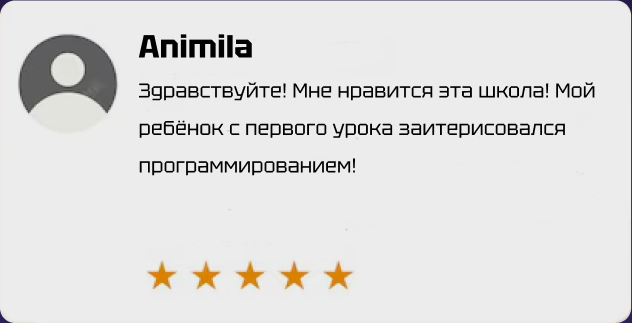 Animila
Здравствуйте! Мне нравится эта школа! Мой
ребёнок с первого урока заитерисовался
программированием!